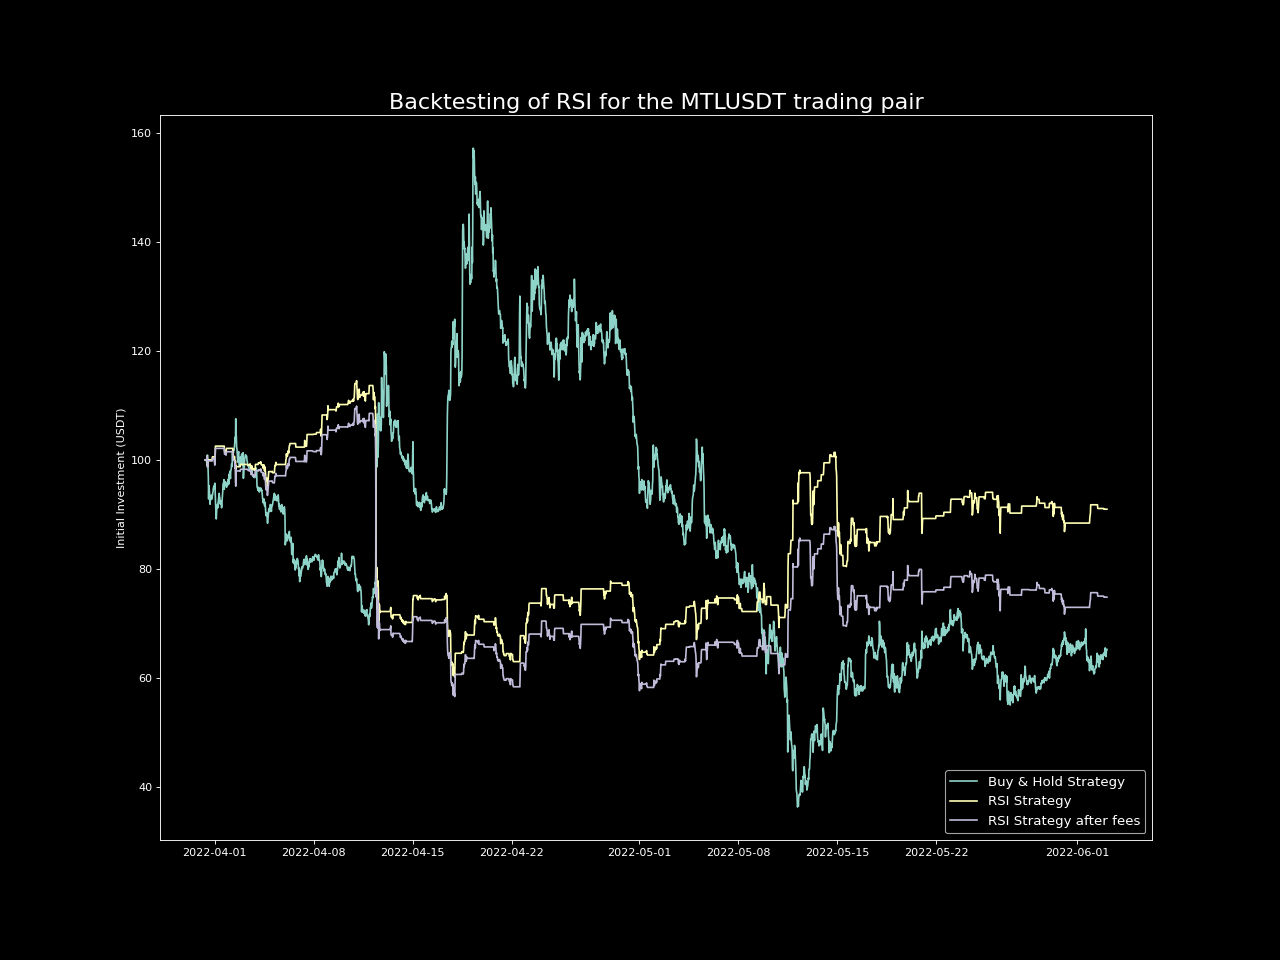 Backtesting of RSI for the MTLUSDT trading pair
Initial Investment (USDT)
160
140
120
100
80
60
40
2022-04-01 2022-04-08 2022-04-15 2022-04-22 2022-05-01 2022-05-08 2022-05-15 2022-05-22 2022-06-01
Buy & Hold Strategy
RSI Strategy
RSI Strategy after fees